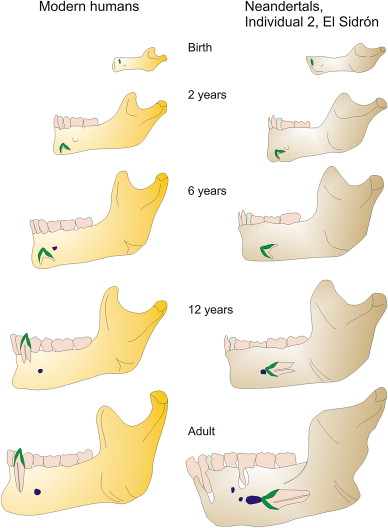 Modern humans
Neandertals,
Individual 2, El Sidrón
Birth
2 years
6 years
12 years
Adult